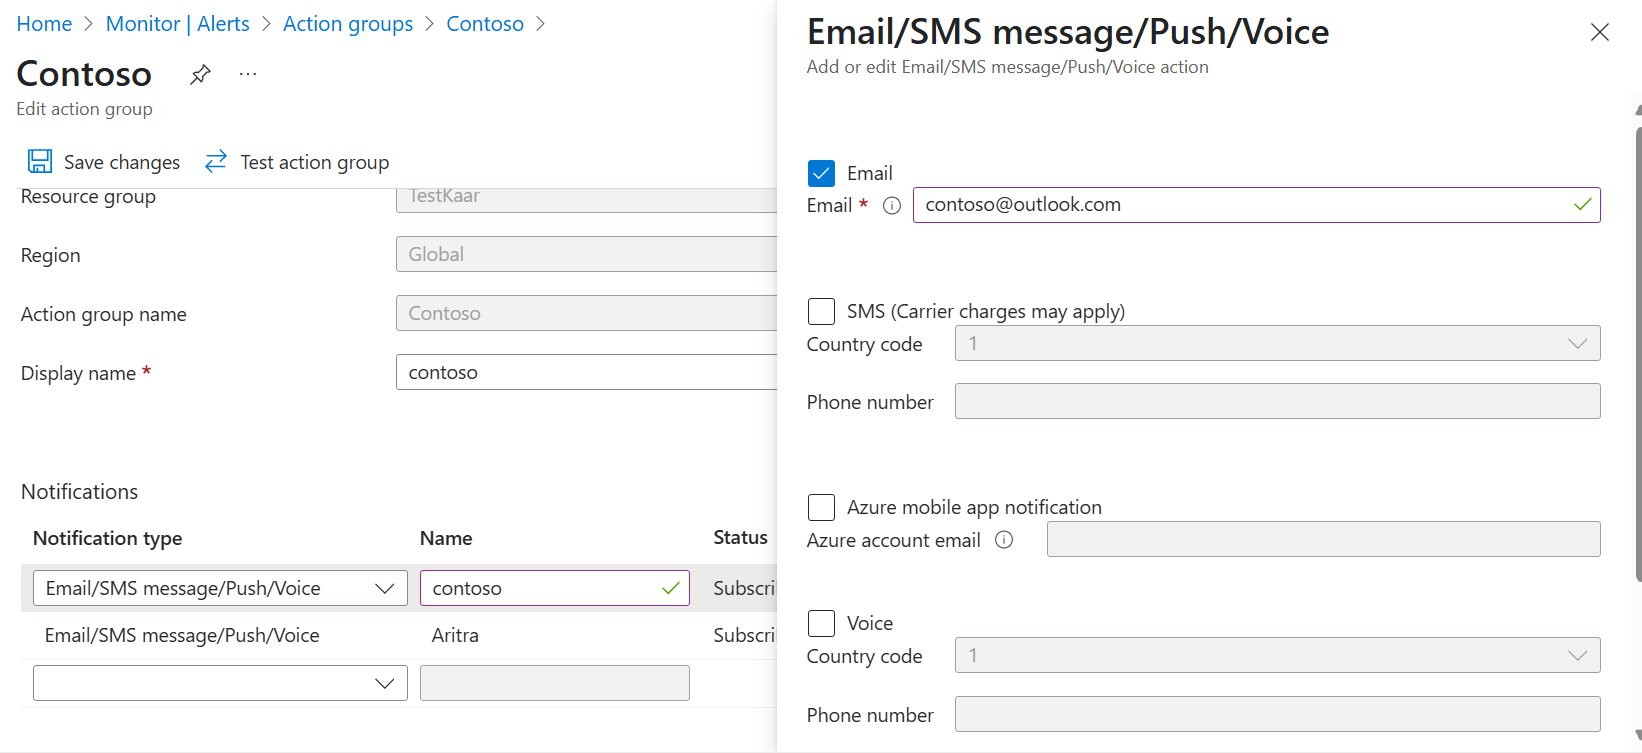 Home > Monitor | Alerts > Action groups > Contoso >
Contoso
...
Edit action group
Save changes
Test action group
Resource group
TestKaar
Region
Global
Action group name
Contoso
Display name *
contoso
Notifications
Notification type
Name
Status
Email/SMS message/Push/Voice
contoso
Subscri
Email/SMS message/Push/Voice
Aritra
Subscri
Email/SMS message/Push/Voice
Add or edit Email/SMS message/Push/Voice action
Email
Email *
contoso@outlook.com
SMS (Carrier charges may apply)
Country code
1
Phone number
Azure mobile app notification
Azure account email
Voice
Country code
1
Phone number